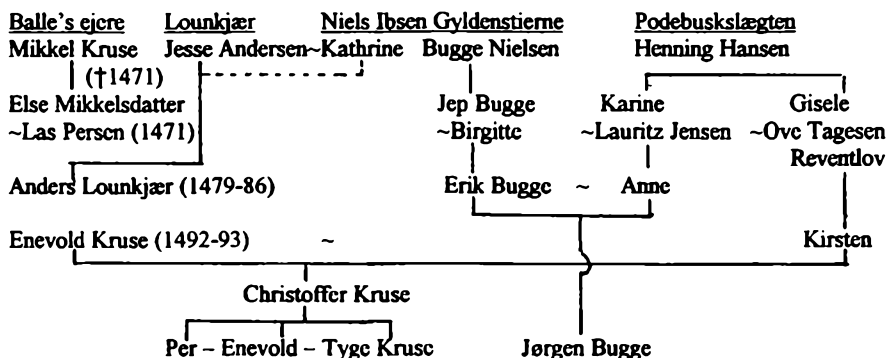 Balle's ejere Lounkjær Niels Ibsen Gyldenstierne Podebuskslægten
Mikkel Kruse Jesse Andersen ~Kathrine Bugge Nielsen Henning Hansen
(†1471)
Else Mikkelsdatter Jep Bugge Karine Gisele
~Las Persen (1471) ~Birgitte ~Lauritz Jensen ~Ove Tagesen
Reventlov
Anders Lounkjær (1479-86) Erik Bugge ~ Anne
Enevold Kruse (1492-93) ~ Kirsten
Christoffer Kruse
Per – Enevold – Tyge Kruse Jørgen Bugge